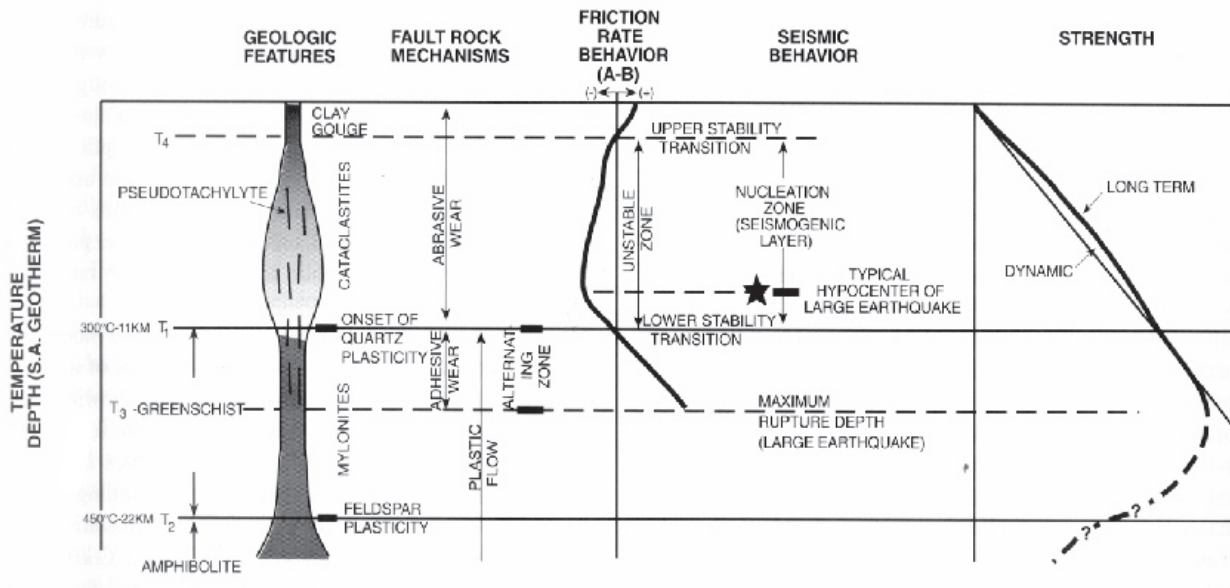 GEOLOGIC
FEATURES
FAULT ROCK
MECHANISMS
FRICTION
RATE
BEHAVIOR
(A-B)
(-) (+)
SEISMIC
BEHAVIOR
STRENGTH
TEMPERATURE
DEPTH (S.A. GEOTHERM)
T4
CLAY
GOUGE
PSEUDOTACHYLYTE
CATACLASTITES
ABRASIVE
WEAR
UNSTABLE
ZONE
UPPER STABILITY
TRANSITION
NUCLEATION
ZONE
(SEISMOGENIC
LAYER)
LONG TERM
DYNAMIC
TYPICAL
HYPOCENTER OF
LARGE EARTHQUAKE
300°C-11KM T1
ONSET OF
QUARTZ
PLASTICITY
LOWER STABILITY
TRANSITION
ADHESIVE
WEAR
ALTERNAT-
ING
ZONE
T3 -GREENSCHIST
MYLONITES
PLASTIC
FLOW
MAXIMUM
RUPTURE DEPTH
(LARGE EARTHQUAKE)
450°C-22KM T2
FELDSPAR
PLASTICITY
AMPHIBOLITE
?
?